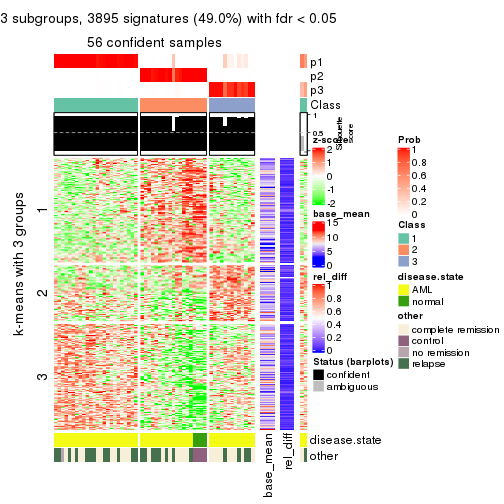 3 subgroups, 3895 signatures (49.0%) with fdr < 0.05
56 confident samples
p1
p2
p3
Class
1
0.5
0
Silhouette
score
k-means with 3 groups
1
2
3
base_mean
rel_diff
disease.state
other
z-score
2
1
0
-1
-2
base_mean
15
10
5
0
rel_diff
1
0.8
0.6
0.4
0.2
0
Status (barplots)
confident
ambiguous
Prob
1
0.8
0.6
0.4
0.2
0
Class
1
2
3
disease.state
AML
normal
other
complete remission
control
no remission
relapse